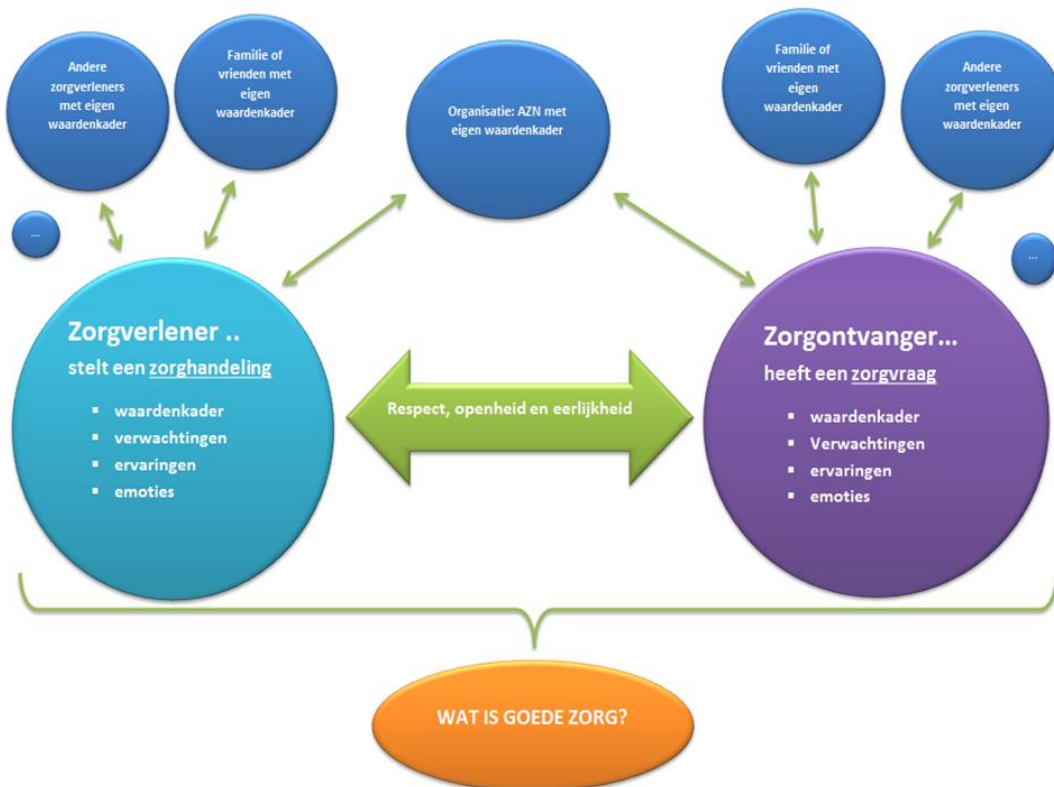 Andere
zorgverleners
met eigen
waardenkader
Familie of
vrienden met
eigen
waardenkader
Organisatie: AZN met
eigen waardenkader
Familie of
vrienden met
eigen
waardenkader
Andere
zorgverleners
met eigen
waardenkader
...
...
Zorgverlener ..
stelt een zorghandeling
▪ waardenkader
▪ verwachtingen
▪ ervaringen
▪ emoties
Respect, openheid en eerlijkheid
Zorgontvanger...
heeft een zorgvraag
▪ waardenkader
▪ Verwachtingen
▪ ervaringen
▪ emoties
WAT IS GOEDE ZORG?